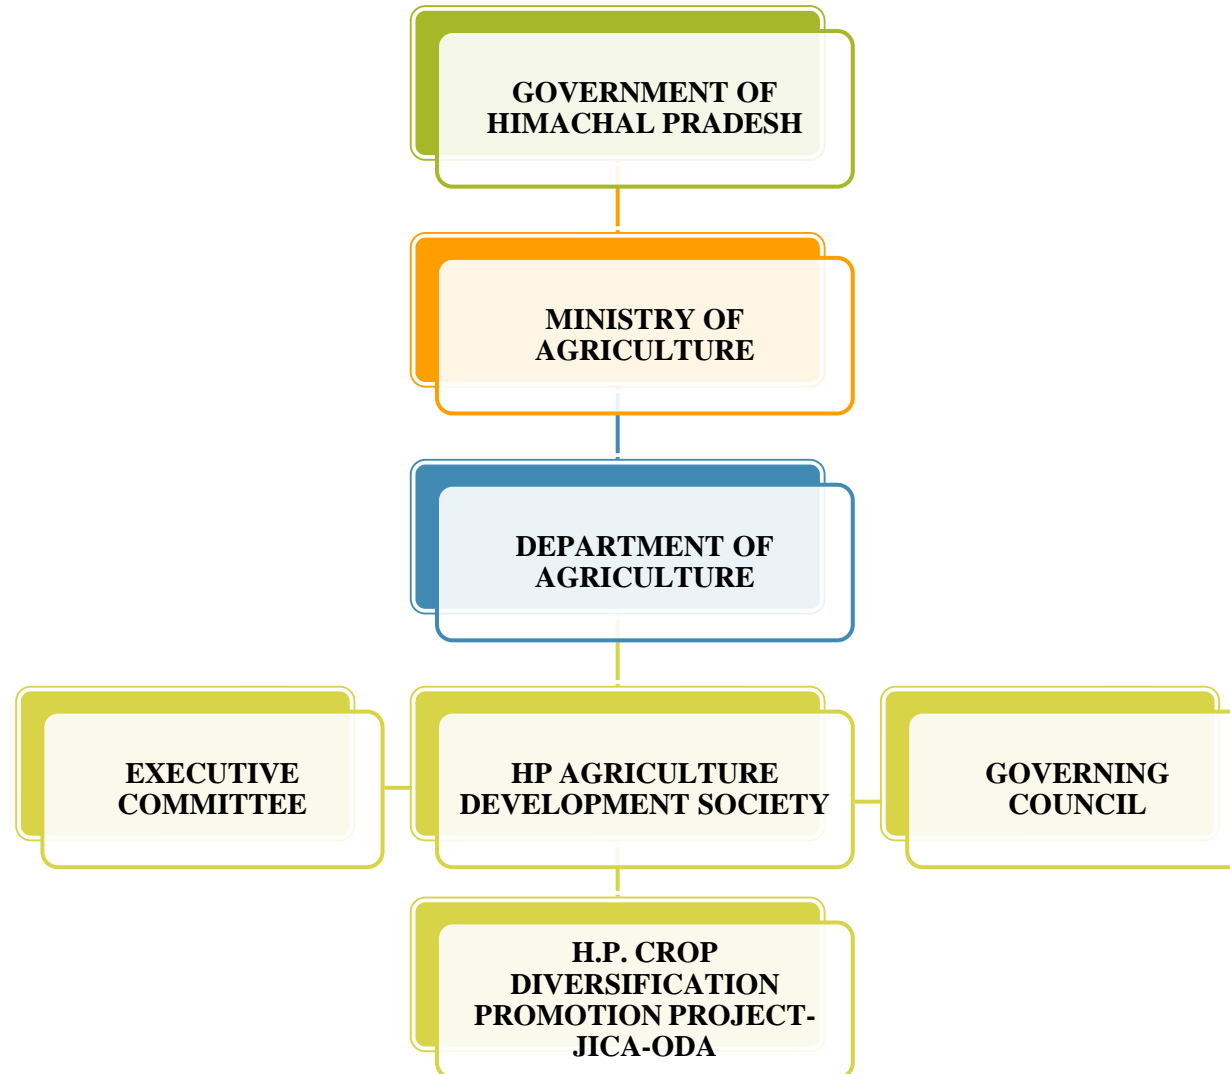 GOVERNMENT OF
HIMACHAL PRADESH
MINISTRY OF
AGRICULTURE
DEPARTMENT OF
AGRICULTURE
EXECUTIVE
COMMITTEE
HP AGRICULTURE
DEVELOPMENT SOCIETY
GOVERNING
COUNCIL
H.P. CROP
DIVERSIFICATION
PROMOTION PROJECT-
JICA-ODA